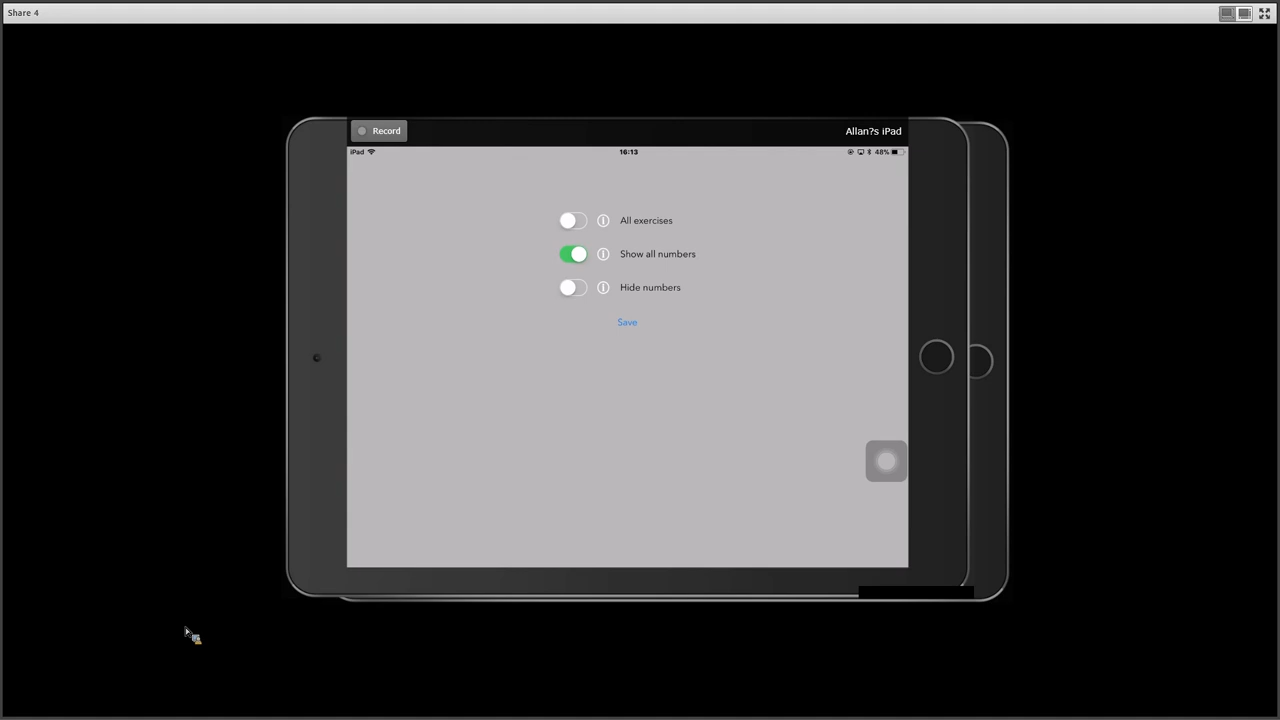 Share 4
Record
Allan?s iPad
iPad
16:13
48%
All exercises
Show all numbers
Hide numbers
Save